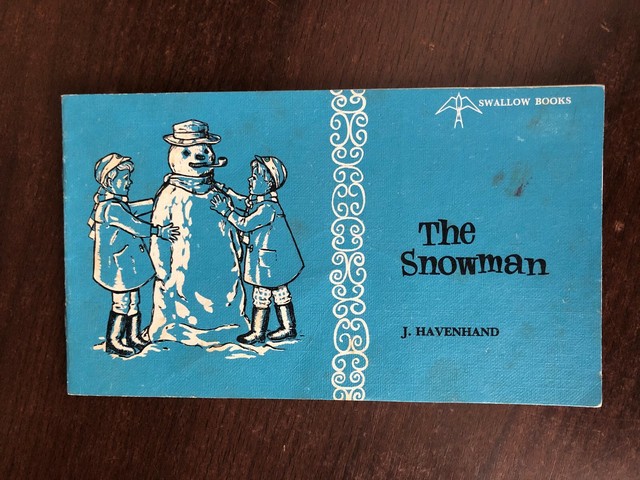 SWALLOW BOOKS
The
Snowman
J. HAVENHAND